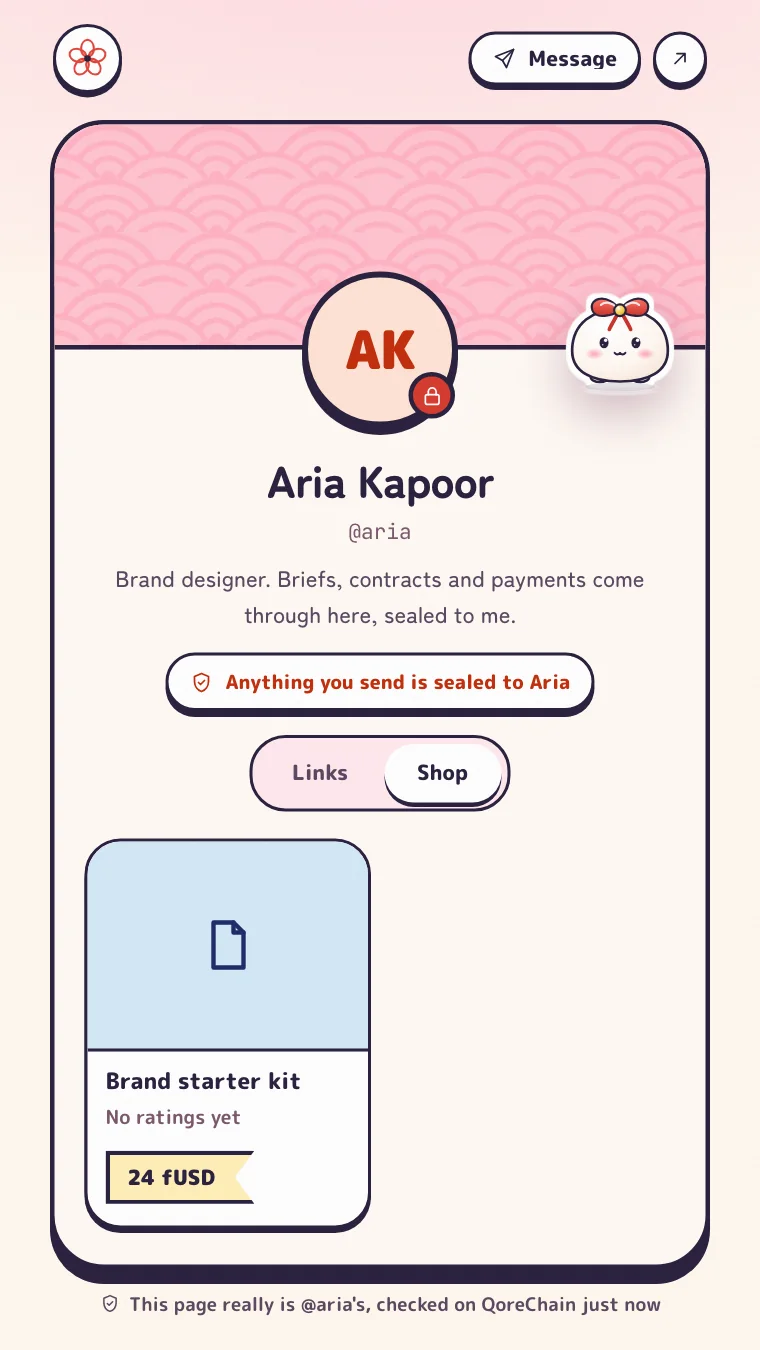 Message
AK
Aria Kapoor
@aria
Brand designer. Briefs, contracts and payments come
through here, sealed to me.
Anything you send is sealed to Aria
Links
Shop
Brand starter kit
No ratings yet
24 fUSD
This page really is @aria's, checked on QoreChain just now